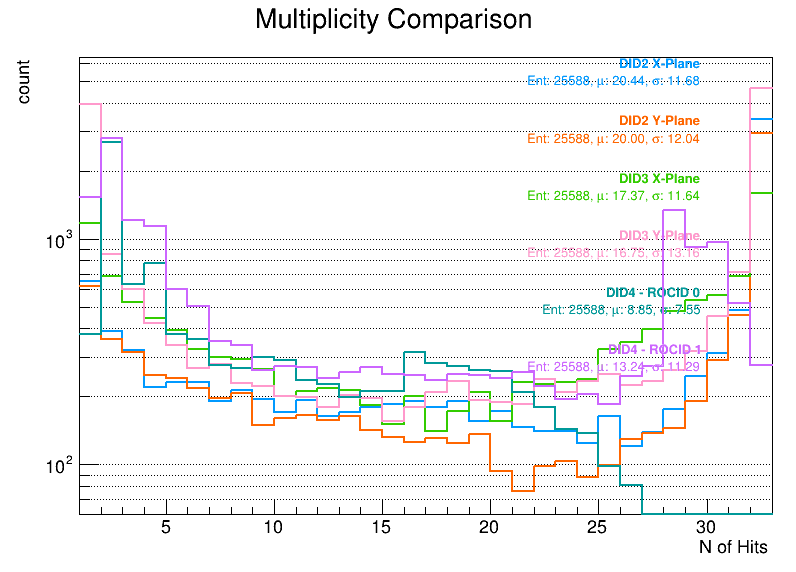 Multiplicity Comparison
count
DID2 X-Plane
Ent: 25588, μ: 20.44, σ: 11.68
DID2 Y-Plane
Ent: 25588, μ: 20.00, σ: 12.04
DID3 X-Plane
Ent: 25588, μ: 17.37, σ: 11.64
DID3 Y-Plane
Ent: 25588, μ: 16.75, σ: 13.16
DID4 - ROCID 0
Ent: 25588, μ: 8.85, σ: 7.55
DID4 - ROCID 1
Ent: 25588, μ: 13.24, σ: 11.29
10³
10²
5 10 15 20 25 30
N of Hits